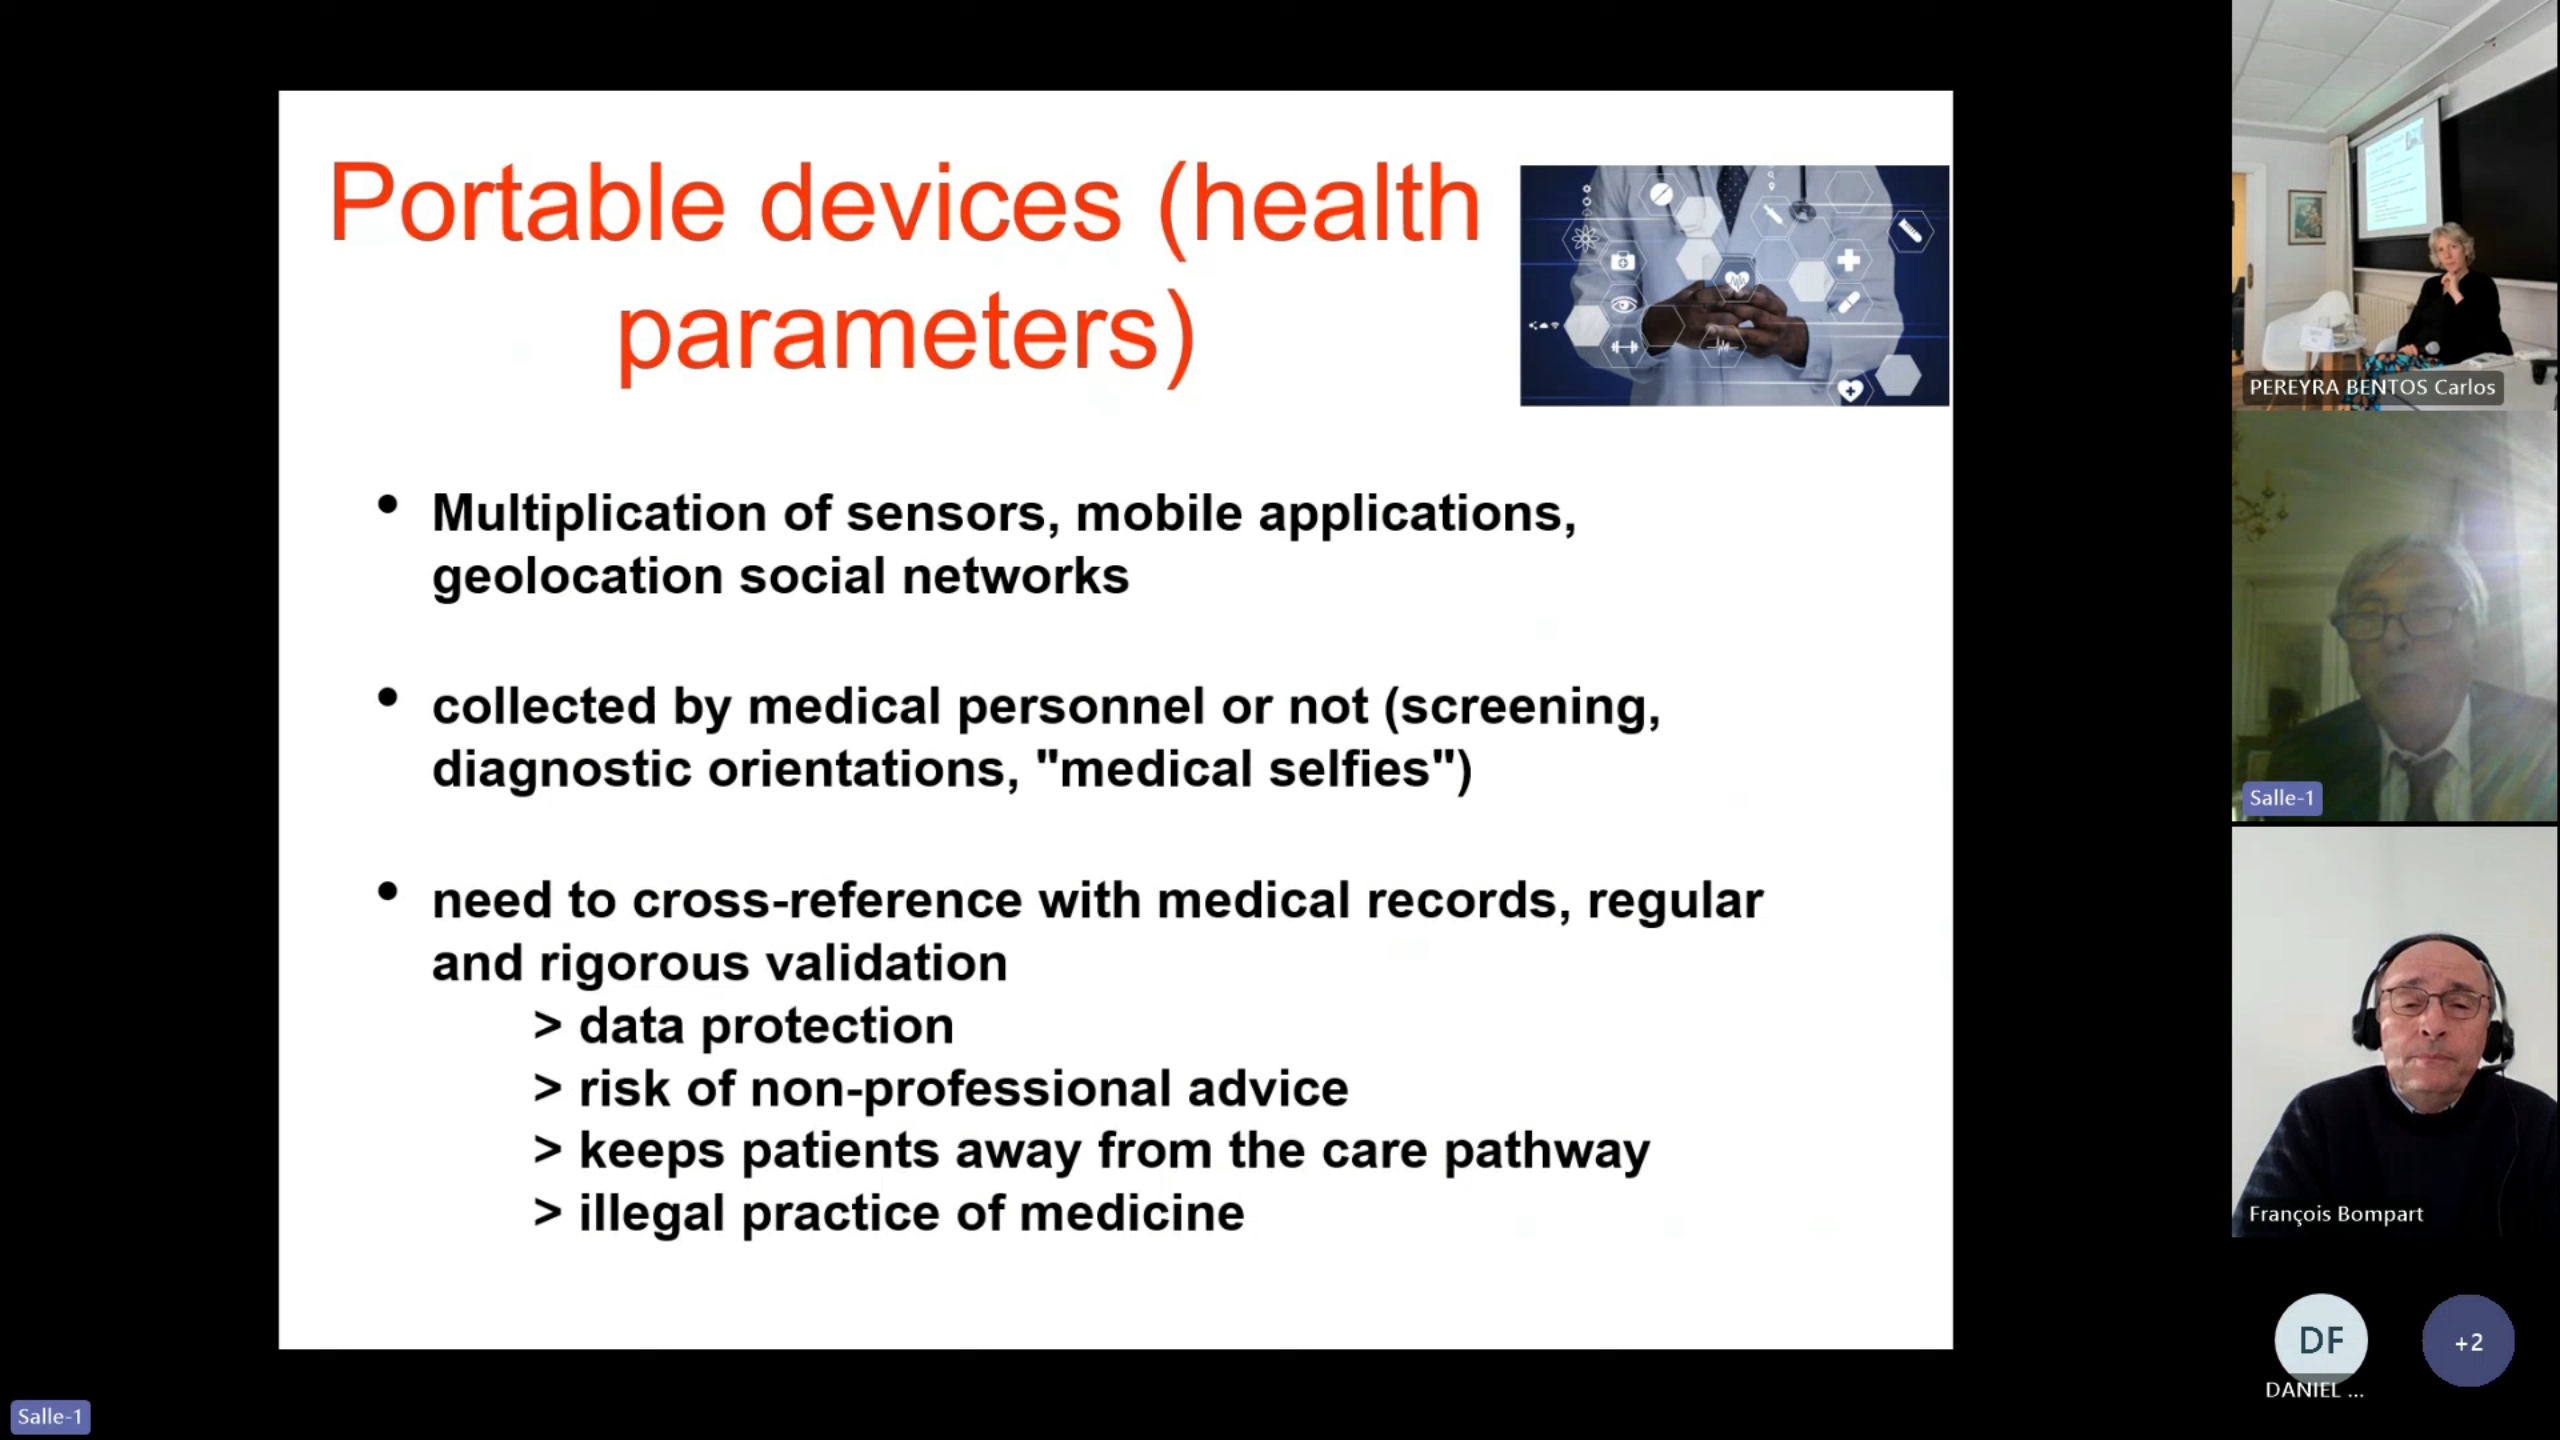 Portable devices (health
parameters)
• Multiplication of sensors, mobile applications,
geolocation social networks
• collected by medical personnel or not (screening,
diagnostic orientations, "medical selfies")
• need to cross-reference with medical records, regular
and rigorous validation
> data protection
> risk of non-professional advice
> keeps patients away from the care pathway
> illegal practice of medicine
Salle-1
PEREYRA BENTOS Carlos
Salle-1
François Bompart
DF
DANIEL ...
+2